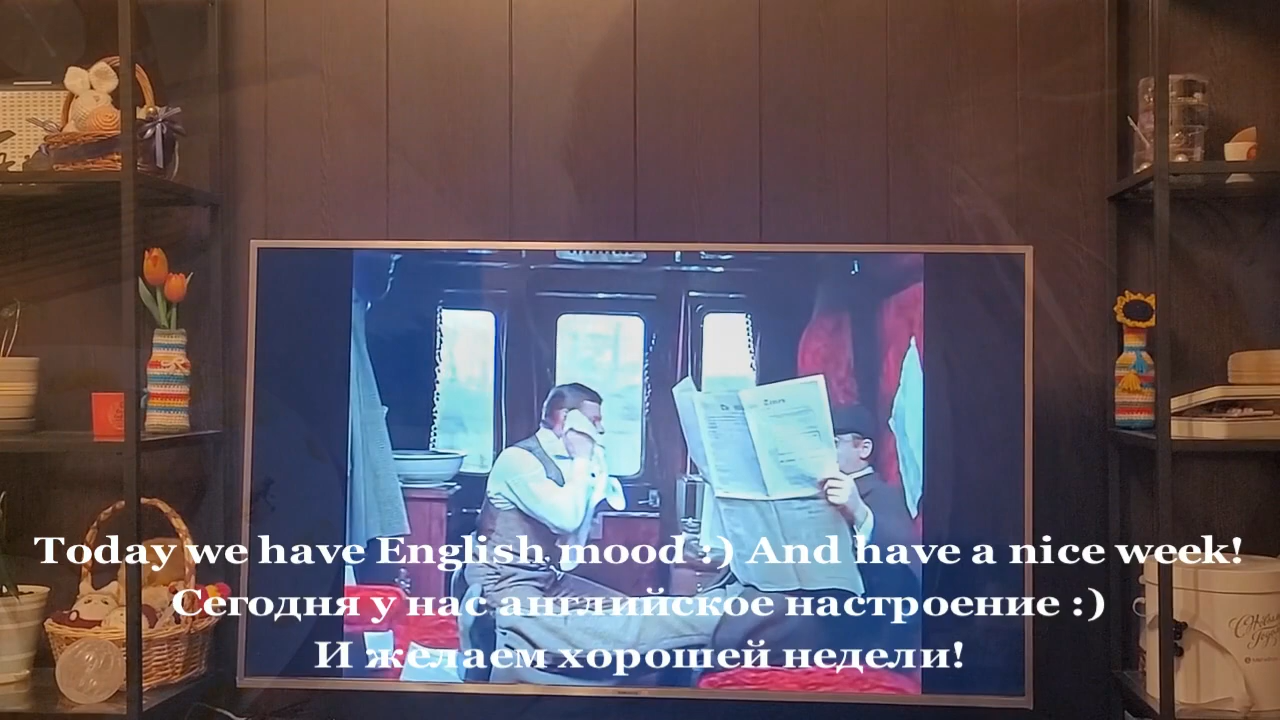 Today we have English mood :) And have a nice week!
Сегодня у нас английское настроение :)
И желаем хорошей недели!